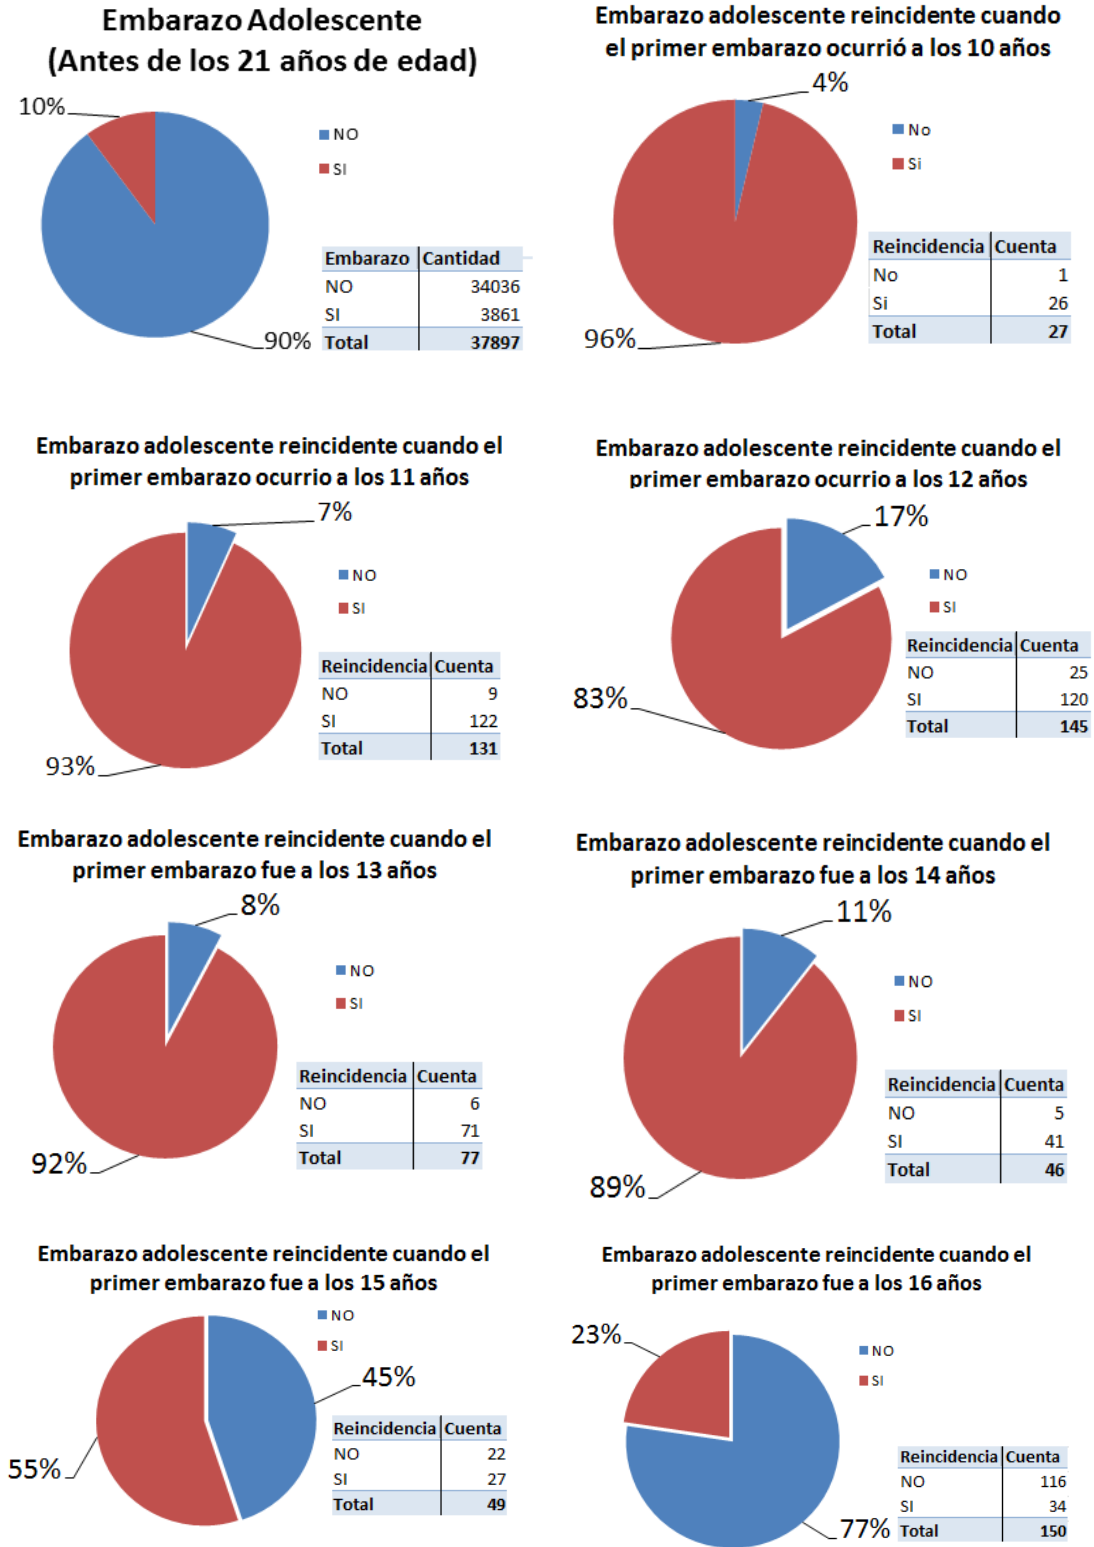 Embarazo Adolescente
(Antes de los 21 años de edad)
10%
NO
SI
Embarazo Cantidad
NO 34036
SI 3861
Total 37897
90%
Embarazo adolescente reincidente cuando
el primer embarazo ocurrió a los 10 años
4%
No
Si
Reincidencia Cuenta
No 1
Si 26
Total 27
96%
Embarazo adolescente reincidente cuando el
primer embarazo ocurrio a los 11 años
7%
NO
SI
Reincidencia Cuenta
NO 9
SI 122
Total 131
93%
Embarazo adolescente reincidente cuando el
primer embarazo ocurrio a los 12 años
17%
NO
SI
Reincidencia Cuenta
NO 25
SI 120
Total 145
83%
Embarazo adolescente reincidente cuando el
primer embarazo fue a los 13 años
8%
NO
SI
Reincidencia Cuenta
NO 6
SI 71
Total 77
92%
Embarazo adolescente reincidente cuando el
primer embarazo fue a los 14 años
11%
NO
SI
Reincidencia Cuenta
NO 5
SI 41
Total 46
89%
Embarazo adolescente reincidente cuando el
primer embarazo fue a los 15 años
NO
SI
45%
Reincidencia Cuenta
NO 22
SI 27
Total 49
55%
Embarazo adolescente reincidente cuando el
primer embarazo fue a los 16 años
23%
NO
SI
Reincidencia Cuenta
NO 116
SI 34
Total 150
77%